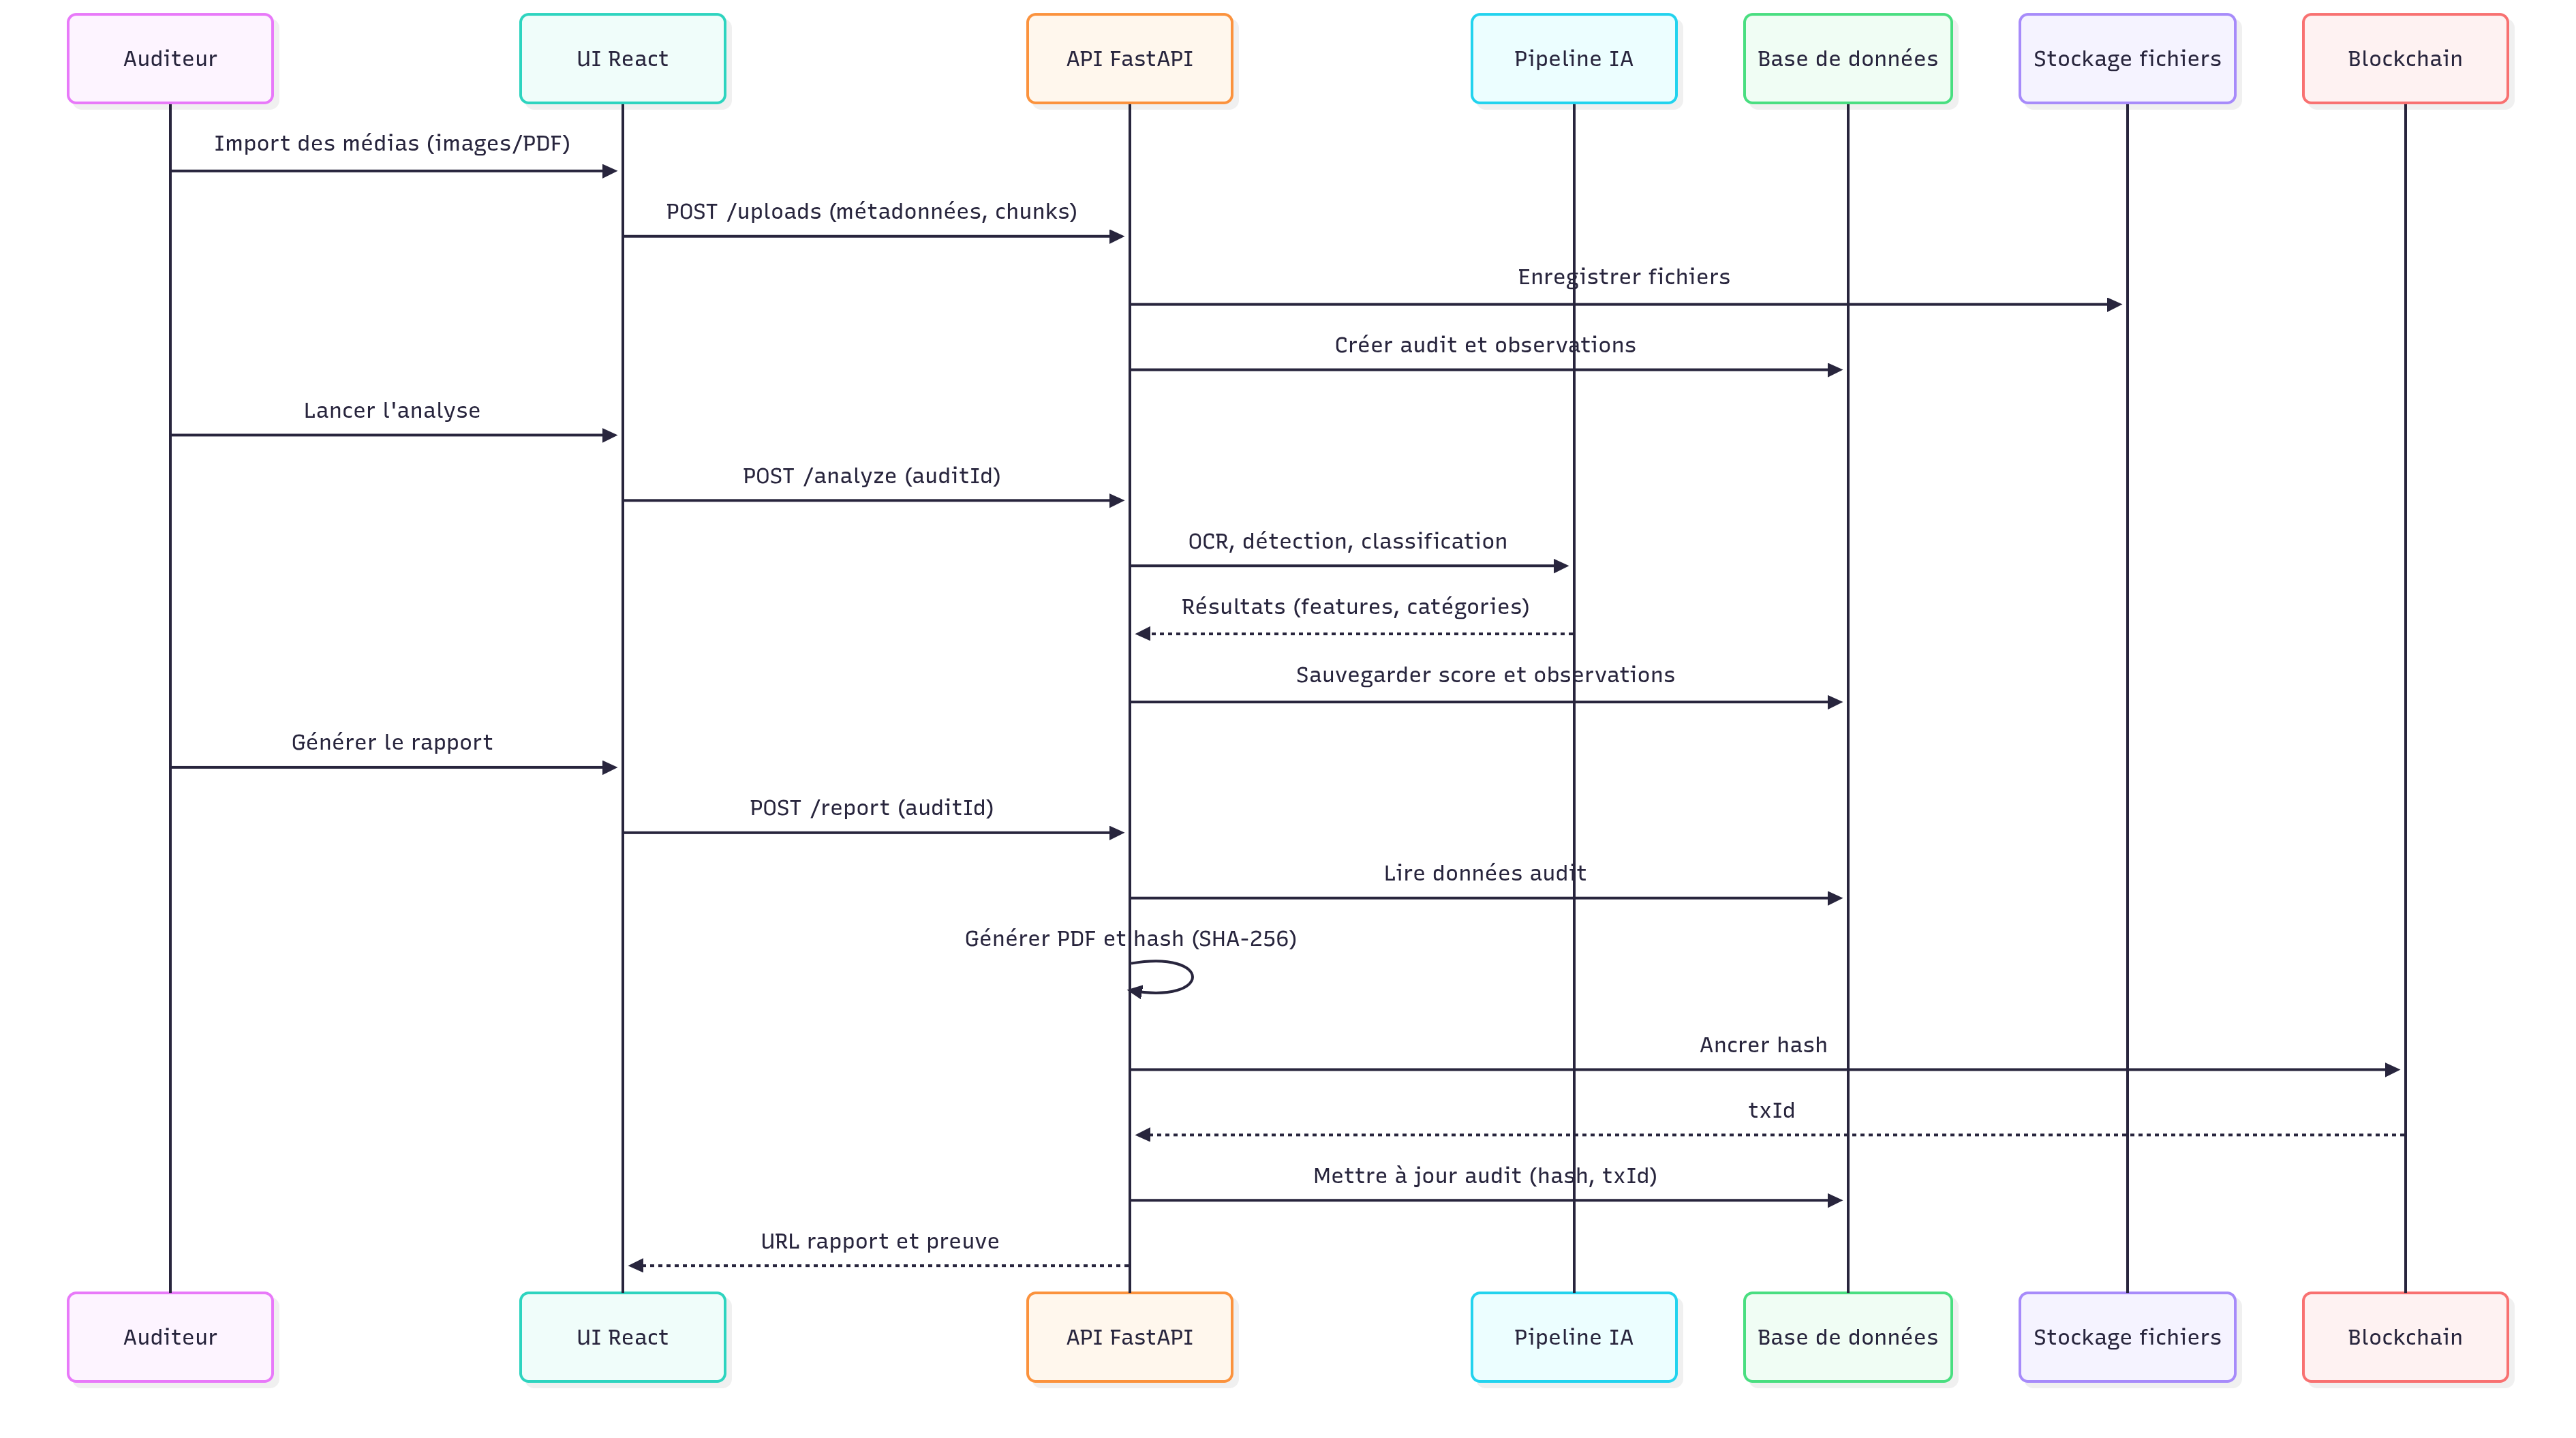 Auditeur
UI React
API FastAPI
Pipeline IA
Base de données
Stockage fichiers
Blockchain
Import des médias (images/PDF)
POST /uploads (métadonnées, chunks)
Enregistrer fichiers
Créer audit et observations
Lancer l'analyse
POST /analyze (auditId)
OCR, détection, classification
Résultats (features, catégories)
Sauvegarder score et observations
Générer le rapport
POST /report (auditId)
Lire données audit
Générer PDF et hash (SHA-256)
Ancrer hash
txId
Mettre à jour audit (hash, txId)
URL rapport et preuve
Auditeur
UI React
API FastAPI
Pipeline IA
Base de données
Stockage fichiers
Blockchain